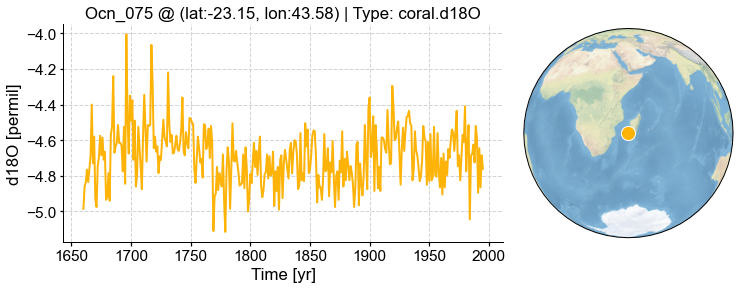 Ocn_075 @ (lat:-23.15, lon:43.58) | Type: coral.d18O
−4.0
−4.2
−4.4
−4.6
−4.8
−5.0
d18O [permil]
1650 1700 1750 1800 1850 1900 1950 2000
Time [yr]